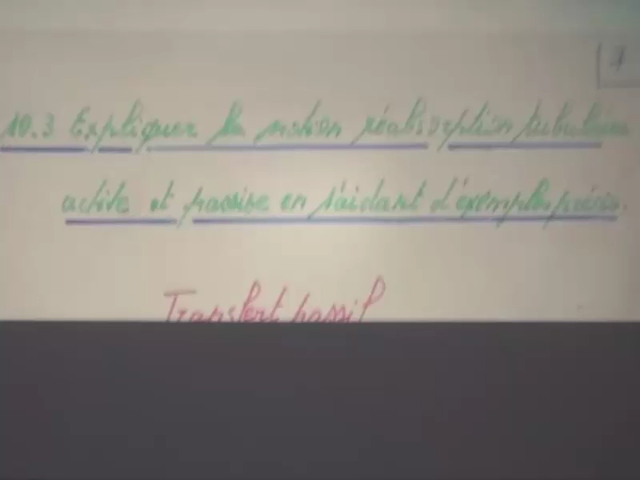 10.3 Expliquer la notion réabsorption tubulaire
active et passive en s'aidant d'exemples précis.
Transfert passif